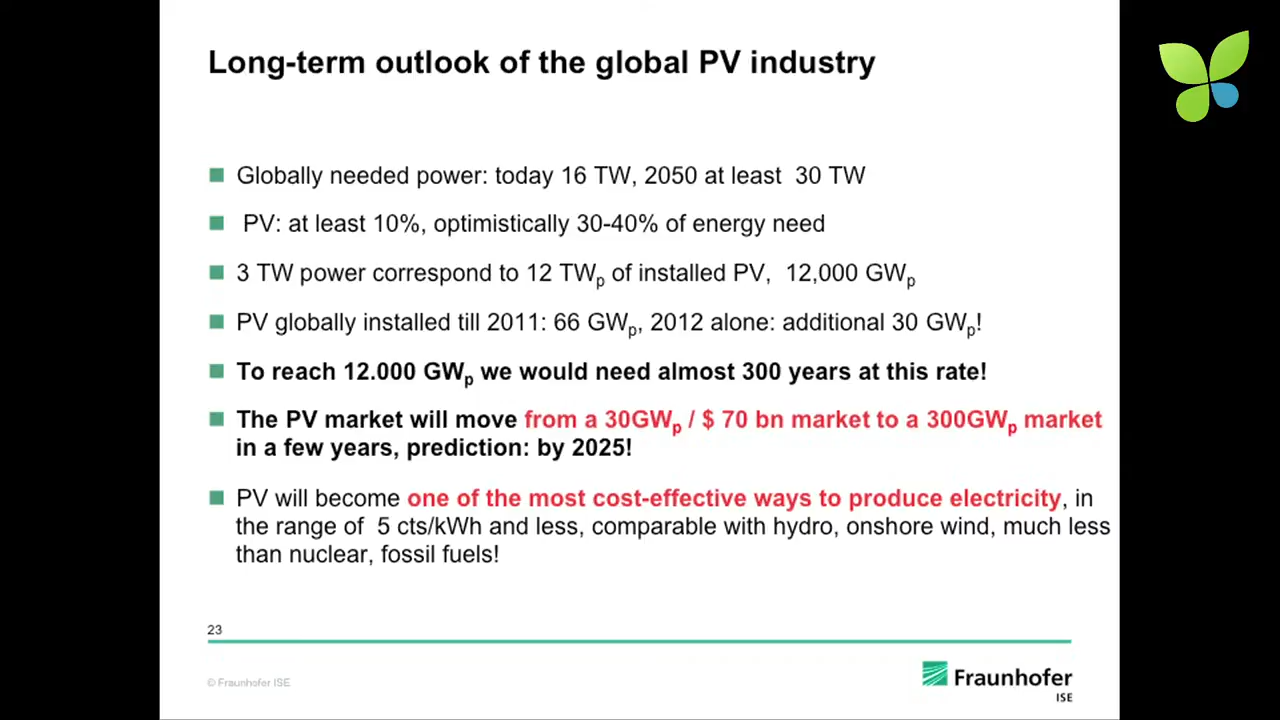 Long-term outlook of the global PV industry
Globally needed power: today 16 TW, 2050 at least  30 TW
PV: at least 10%, optimistically 30-40% of energy need
3 TW power correspond to 12 TWp of installed PV,  12,000 GWp
PV globally installed till 2011: 66 GWp, 2012 alone: additional 30 GWp!
To reach 12.000 GWp we would need almost 300 years at this rate!
The PV market will move from a 30GWp / $ 70 bn market to a 300GWp market
in a few years, prediction: by 2025!
PV will become one of the most cost-effective ways to produce electricity, in
the range of  5 cts/kWh and less, comparable with hydro, onshore wind, much less
than nuclear, fossil fuels!
23
© Fraunhofer ISE
Fraunhofer
ISE